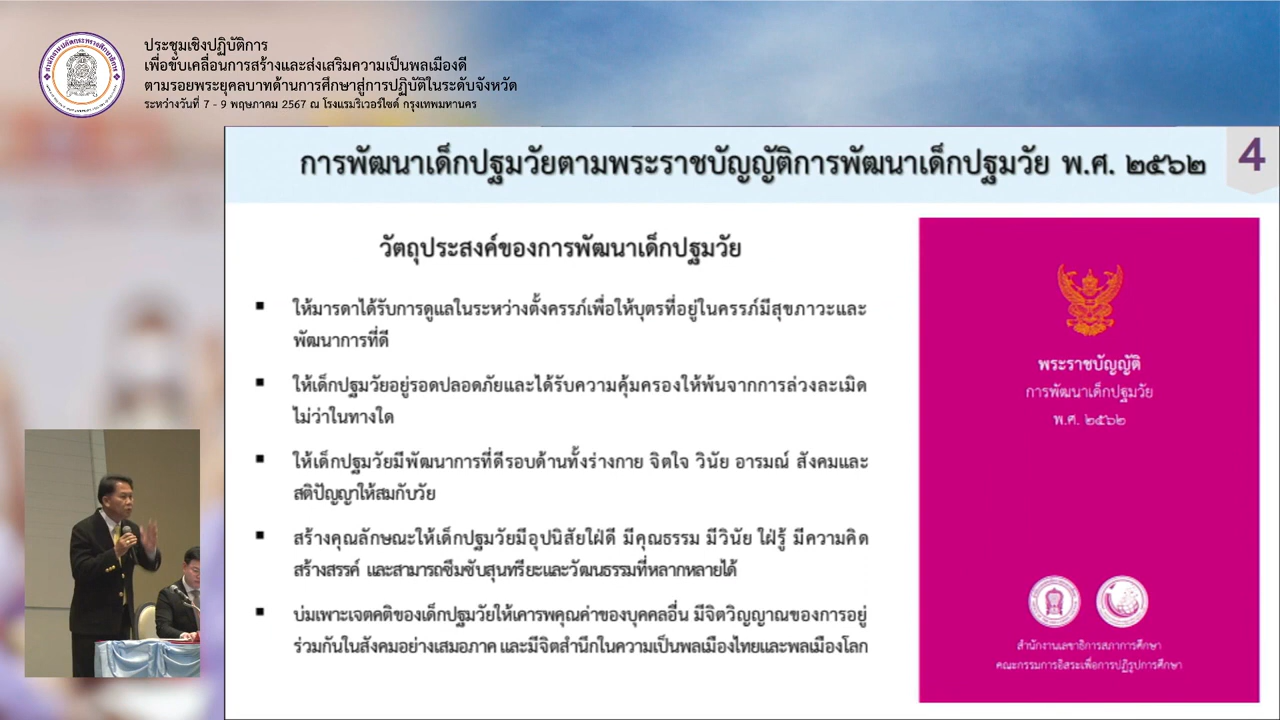 ประชุมเชิงปฏิบัติการ
เพื่อขับเคลื่อนการสร้างและส่งเสริมความเป็นพลเมืองดี
ตามรอยพระยุคลบาทด้านการศึกษาสู่การปฏิบัติในระดับจังหวัด
ระหว่างวันที่ 7 - 9 พฤษภาคม 2567 ณ โรงแรมริเวอร์ไซด์ กรุงเทพมหานคร
การพัฒนาเด็กปฐมวัยตามพระราชบัญญัติการพัฒนาเด็กปฐมวัย พ.ศ. ๒๕๖๒
4
วัตถุประสงค์ของการพัฒนาเด็กปฐมวัย
▪ ให้มารดาได้รับการดูแลในระหว่างตั้งครรภ์เพื่อให้บุตรที่อยู่ในครรภ์มีสุขภาวะและ
พัฒนาการที่ดี
▪ ให้เด็กปฐมวัยอยู่รอดปลอดภัยและได้รับความคุ้มครองให้พ้นจากการล่วงละเมิด
ไม่ว่าในทางใด
▪ ให้เด็กปฐมวัยมีพัฒนาการที่ดีรอบด้านทั้งร่างกาย จิตใจ วินัย อารมณ์ สังคมและ
สติปัญญาให้สมกับวัย
▪ สร้างคุณลักษณะให้เด็กปฐมวัยมีอุปนิสัยใฝ่ดี มีคุณธรรม มีวินัย ใฝ่รู้ มีความคิด
สร้างสรรค์ และสามารถซึมซับสุนทรียะและวัฒนธรรมที่หลากหลายได้
▪ บ่มเพาะเจตคติของเด็กปฐมวัยให้เคารพคุณค่าของบุคคลอื่น มีจิตวิญญาณของการอยู่
ร่วมกันในสังคมอย่างเสมอภาค และมีจิตสำนึกในความเป็นพลเมืองไทยและพลเมืองโลก
พระราชบัญญัติ
การพัฒนาเด็กปฐมวัย
พ.ศ. ๒๕๖๒
สำนักงานเลขาธิการสภาการศึกษา
คณะกรรมการอิสระเพื่อการปฏิรูปการศึกษา